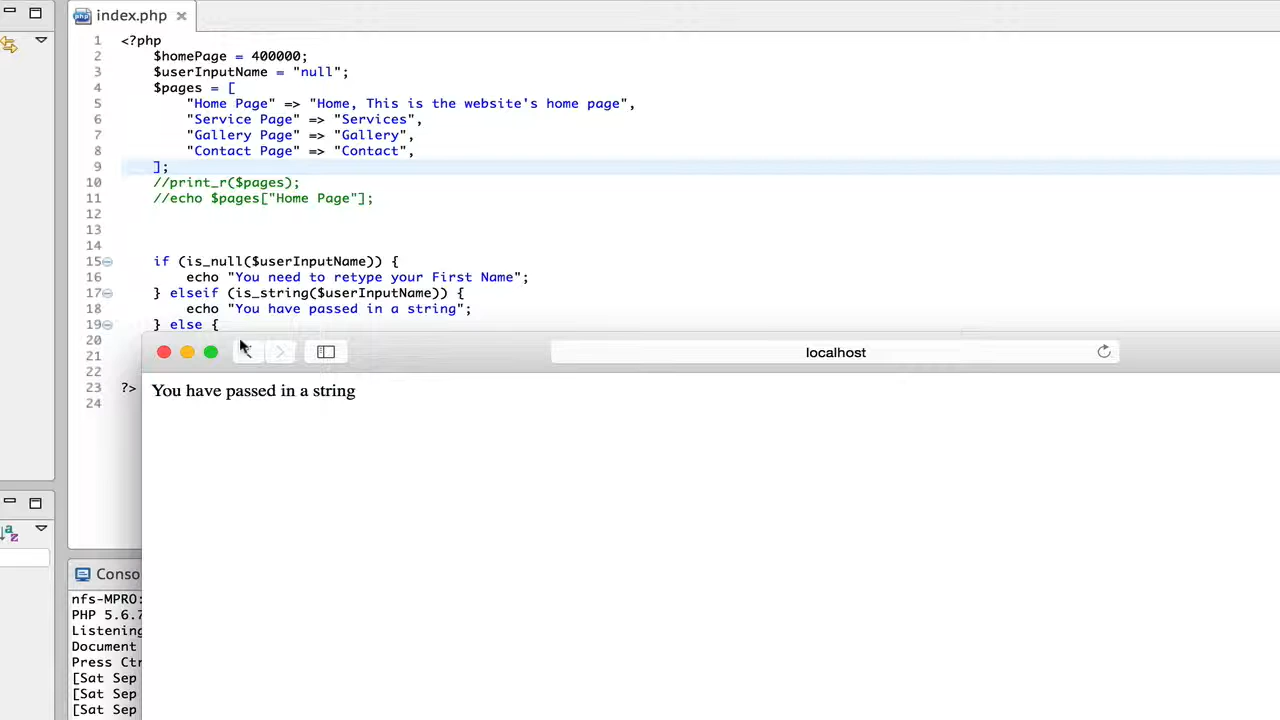 index.php
1 <?php
2 $homePage = 400000;
3 $userInputName = "null";
4 $pages = [
5 "Home Page" => "Home, This is the website's home page",
6 "Service Page" => "Services",
7 "Gallery Page" => "Gallery",
8 "Contact Page" => "Contact",
9 ];
10 //print_r($pages);
11 //echo $pages["Home Page"];
12
13
14
15 if (is_null($userInputName)) {
16 echo "You need to retype your First Name";
17 } elseif (is_string($userInputName)) {
18 echo "You have passed in a string";
19 } else {
20
21
22
23 ?>
24
localhost
You have passed in a string
Conso
nfs-MPRO:
PHP 5.6.7
Listening
Document
Press Ctr
[Sat Sep
[Sat Sep
[Sat Sep